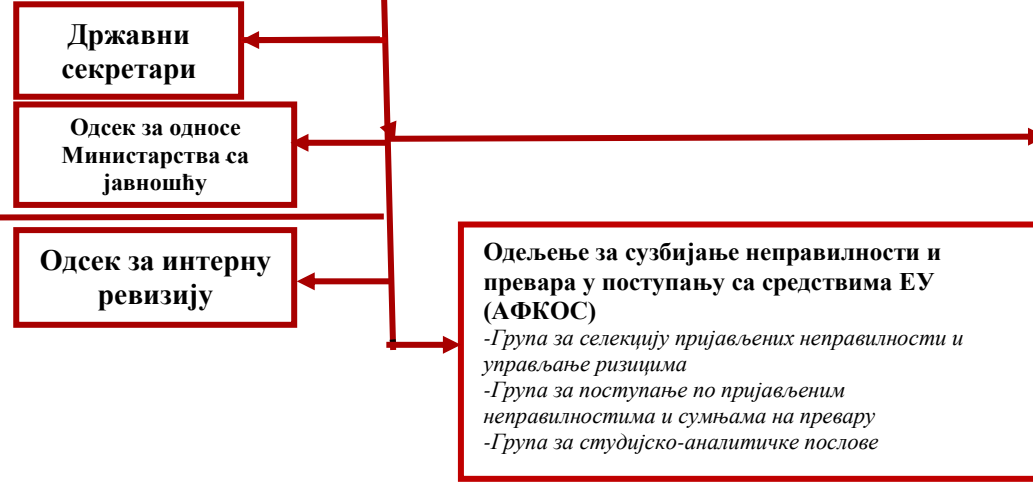 Државни
секретари
Одсек за односе
Министарства са
јавношћу
Одсек за интерну
ревизију
Одељење за сузбијање неправилности и
превара у поступању са средствима ЕУ
(АФКОС)
-Група за селекцију пријављених неправилности и
управљање ризицима
-Група за поступање по пријављеним
неправилностима и сумњама на превару
-Група за студијско-аналитичке послове